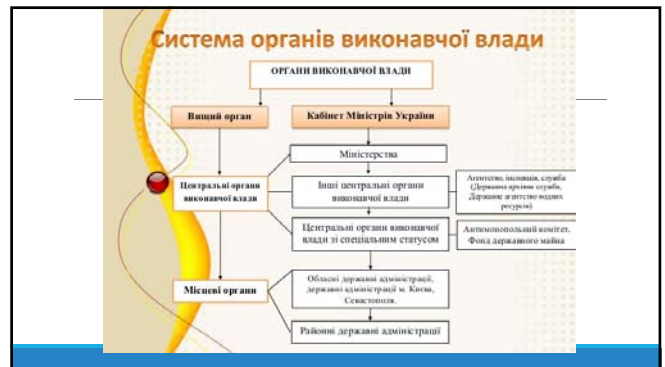 Система органів виконавчої влади
ОРГАНИ ВИКОНАВЧОЇ ВЛАДИ
Вищий орган
Кабінет Міністрів України
Міністерства
Центральні органи
виконавчої влади
Інші центральні органи
виконавчої влади
Агентство, інспекція, служба
(Державна архівна служба,
Державне агентство водних
ресурсів)
Центральні органи виконавчої
влади зі спеціальним статусом
Антимонопольний комітет,
Фонд державного майна
Місцеві органи
Обласні державні адміністрації,
державні адміністрації м. Києва,
Севастополя.
Районні державні адміністрації